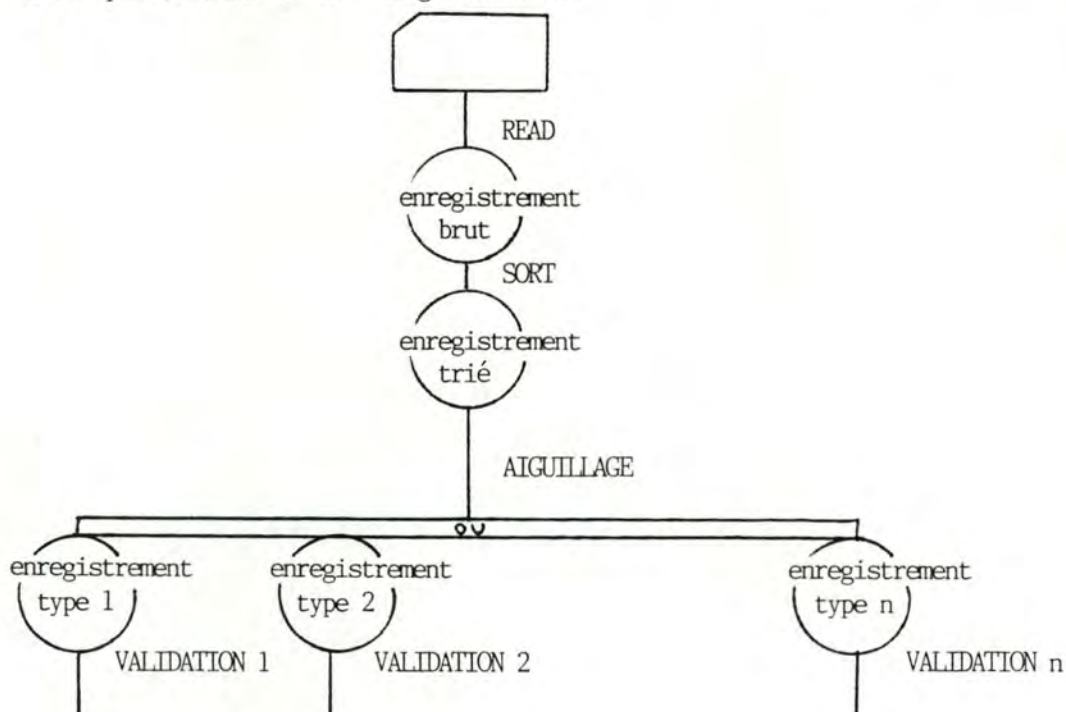 READ
enregistrement
brut
SORT
enregistrement
trié
AIGUILLAGE
OU
enregistrement
type 1
enregistrement
type 2
enregistrement
type n
VALIDATION 1
VALIDATION 2
VALIDATION n